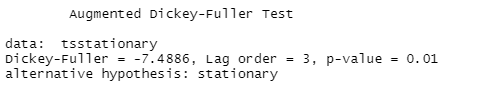 Augmented Dickey-Fuller Test
data:  tsstationary
Dickey-Fuller = -7.4886, Lag order = 3, p-value = 0.01
alternative hypothesis: stationary